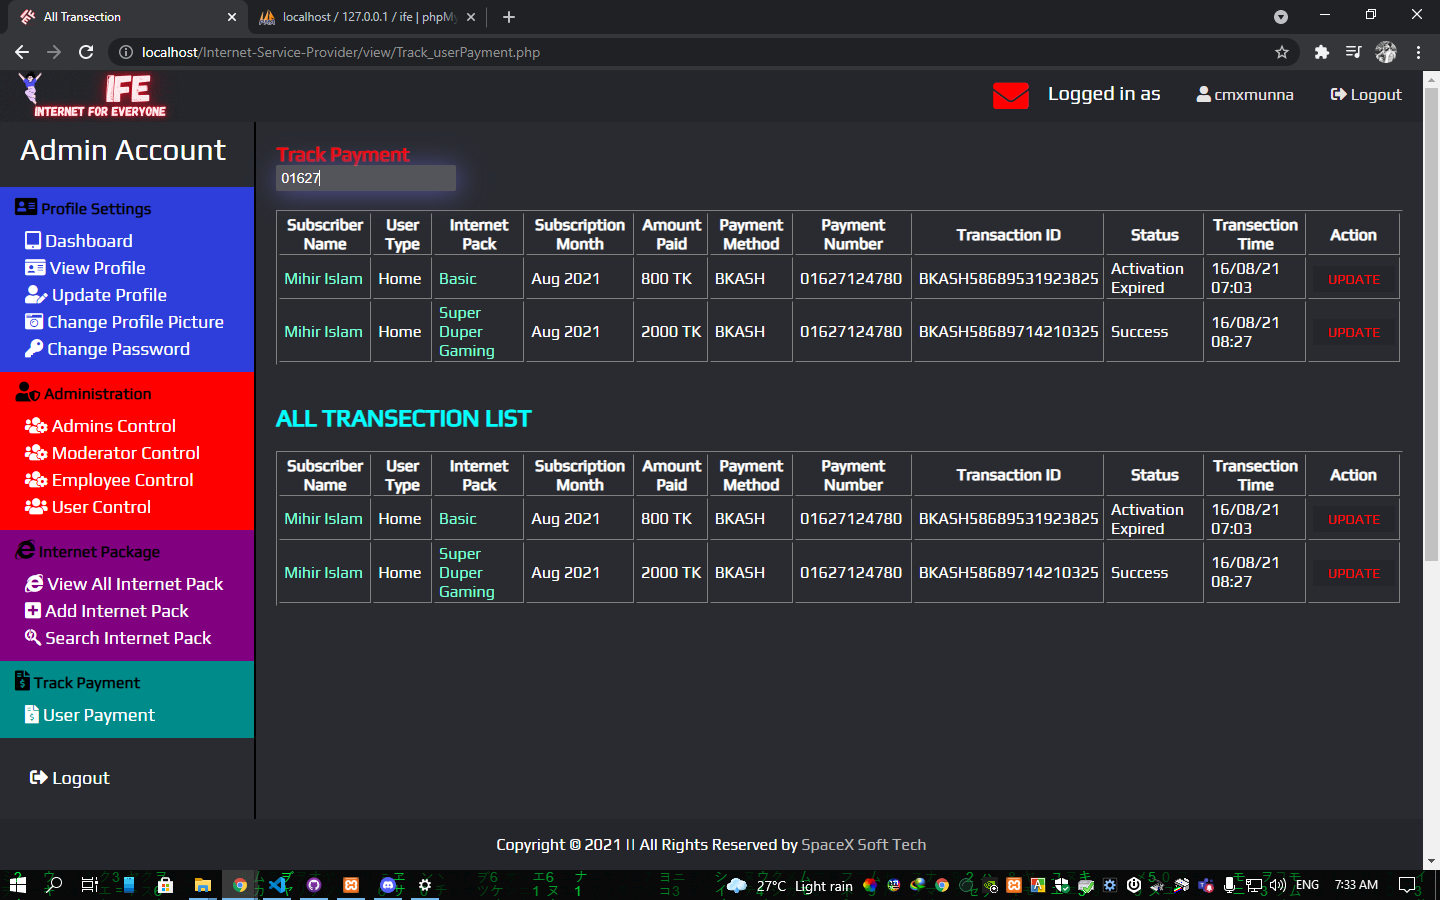 All Transection
localhost / 127.0.0.1 / ife | phpMy
localhost/Internet-Service-Provider/view/Track_userPayment.php
IFE
INTERNET FOR EVERYONE
Logged in as
cmxmunna
Logout
Admin Account
Profile Settings
Dashboard
View Profile
Update Profile
Change Profile Picture
Change Password
Administration
Admins Control
Moderator Control
Employee Control
User Control
Internet Package
View All Internet Pack
Add Internet Pack
Search Internet Pack
Track Payment
User Payment
Logout
Track Payment
01627
Subscriber Name User Type Internet Pack Subscription Month Amount Paid Payment Method Payment Number Transaction ID Status Transection Time Action
Mihir Islam Home Basic Aug 2021 800 TK BKASH 01627124780 BKASH58689531923825 Activation Expired 16/08/21 07:03 UPDATE
Mihir Islam Home Super Duper Gaming Aug 2021 2000 TK BKASH 01627124780 BKASH58689714210325 Success 16/08/21 08:27 UPDATE
ALL TRANSECTION LIST
Subscriber Name User Type Internet Pack Subscription Month Amount Paid Payment Method Payment Number Transaction ID Status Transection Time Action
Mihir Islam Home Basic Aug 2021 800 TK BKASH 01627124780 BKASH58689531923825 Activation Expired 16/08/21 07:03 UPDATE
Mihir Islam Home Super Duper Gaming Aug 2021 2000 TK BKASH 01627124780 BKASH58689714210325 Success 16/08/21 08:27 UPDATE
Copyright © 2021 || All Rights Reserved by SpaceX Soft Tech
27°C Light rain
ENG
7:33 AM